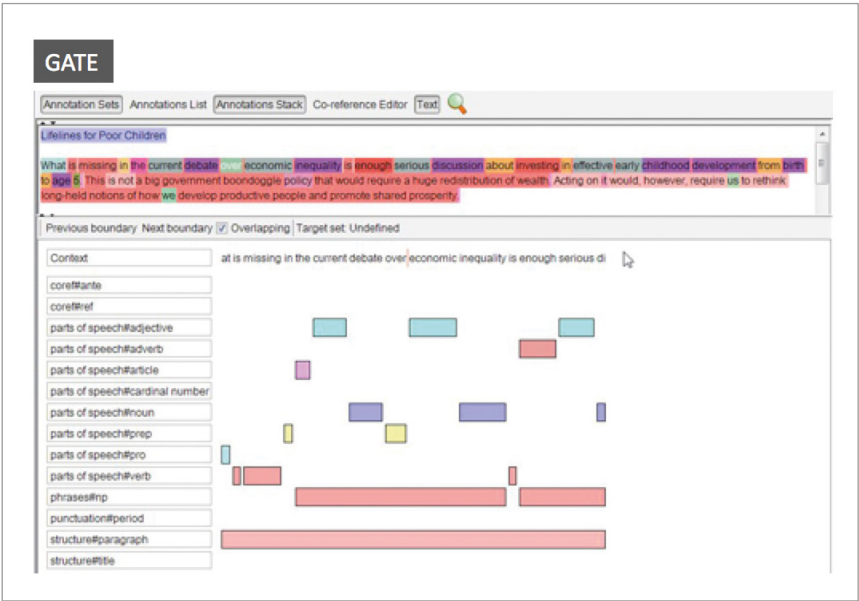 GATE
Annotation Sets Annotations List Annotations Stack Co-reference Editor Text
Lifelines for Poor Children
What is missing in the current debate over economic inequality is enough serious discussion about investing in effective early childhood development from birth
to age 5. This is not a big government boondoggle policy that would require a huge redistribution of wealth. Acting on it would, however, require us to rethink
long-held notions of how we develop productive people and promote shared prosperity.
Previous boundary Next boundary Overlapping Target set: Undefined
Context at is missing in the current debate over economic inequality is enough serious di
coref#ante
coref#ref
parts of speech#adjective
parts of speech#adverb
parts of speech#article
parts of speech#cardinal number
parts of speech#noun
parts of speech#prep
parts of speech#pro
parts of speech#verb
phrases#np
punctuation#period
structure#paragraph
structure#title